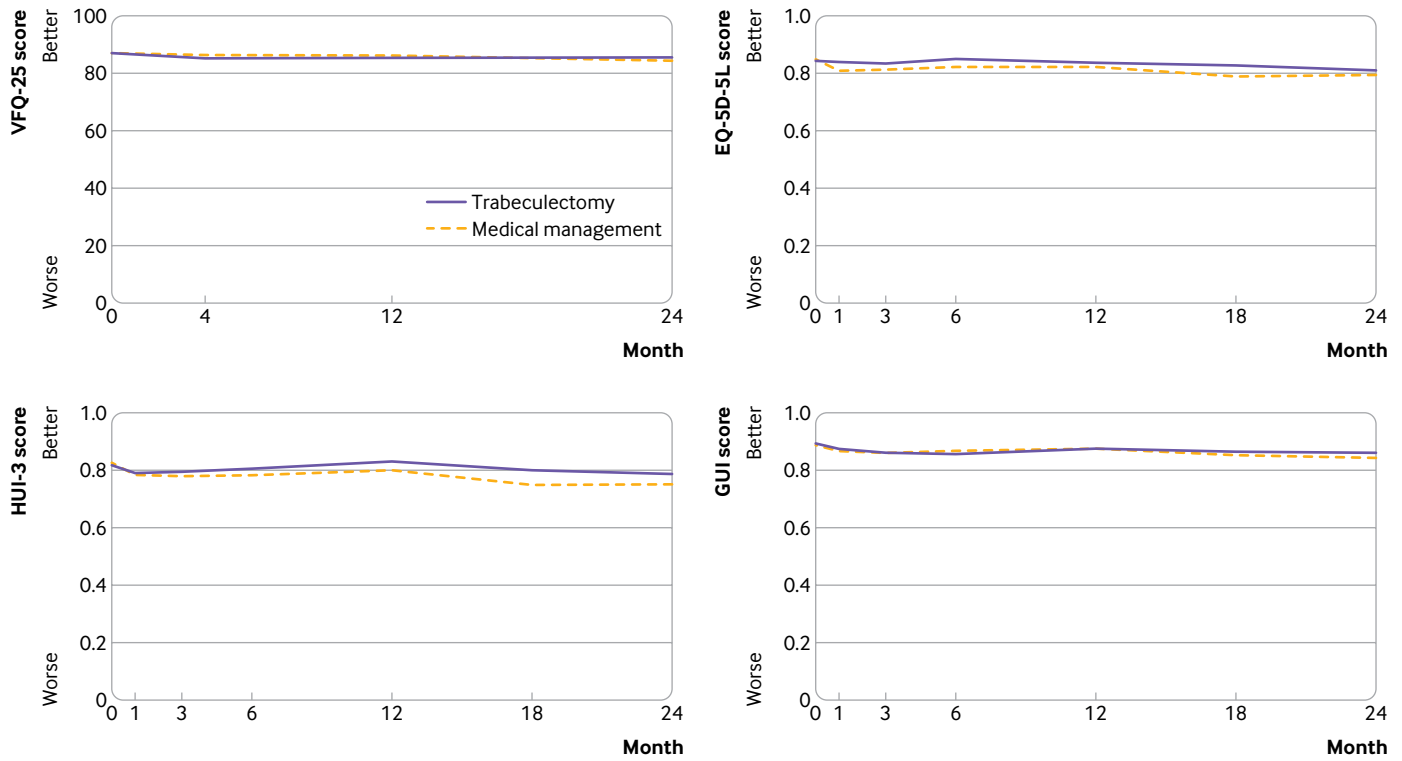 VFQ-25 score
Better
Worse
100
80
60
40
20
0
Trabeculectomy
Medical management
0 4 12 24
Month
EQ-5D-5L score
Better
Worse
1.0
0.8
0.6
0.4
0.2
0
0 1 3 6 12 18 24
Month
HUI-3 score
Better
Worse
1.0
0.8
0.6
0.4
0.2
0
0 1 3 6 12 18 24
Month
GUI score
Better
Worse
1.0
0.8
0.6
0.4
0.2
0
0 1 3 6 12 18 24
Month